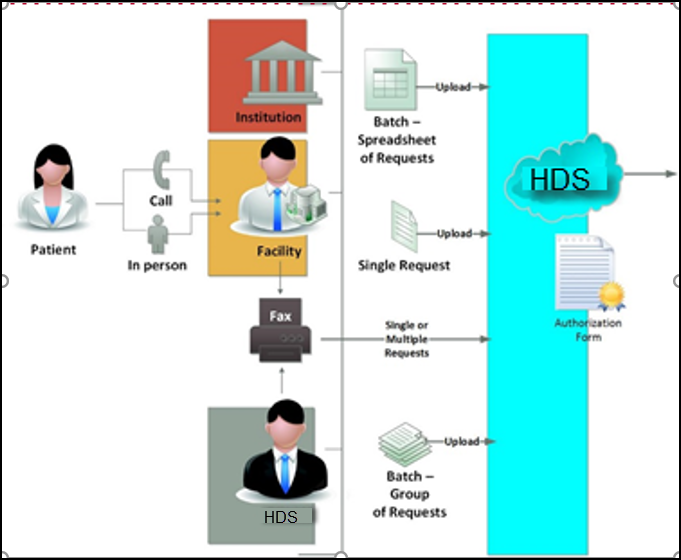 Institution
Patient
Call
In person
Facility
Fax
HDS
Batch –
Spreadsheet
of Requests
Upload
Single Request
Upload
Single or
Multiple
Requests
Batch –
Group
of Requests
Upload
HDS
Authorization
Form